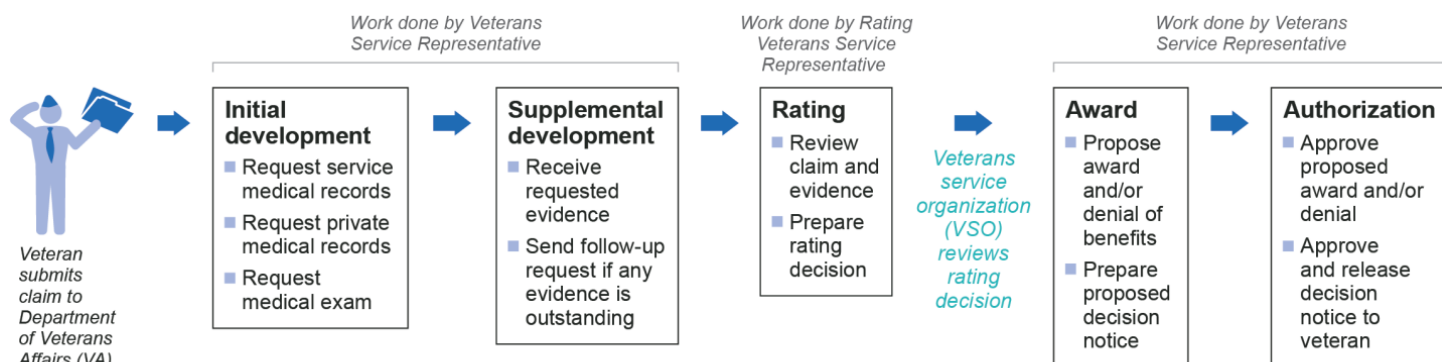 Work done by Veterans
Service Representative
Work done by Rating
Veterans Service
Representative
Work done by Veterans
Service Representative
Veteran
submits
claim to
Department
of Veterans
Affairs (VA)
Initial
development
Request service
medical records
Request private
medical records
Request
medical exam
Supplemental
development
Receive
requested
evidence
Send follow-up
request if any
evidence is
outstanding
Rating
Review
claim and
evidence
Prepare
rating
decision
Veterans
service
organization
(VSO)
reviews
rating
decision
Award
Propose
award
and/or
denial of
benefits
Prepare
proposed
decision
notice
Authorization
Approve
proposed
award and/or
denial
Approve
and release
decision
notice to
veteran